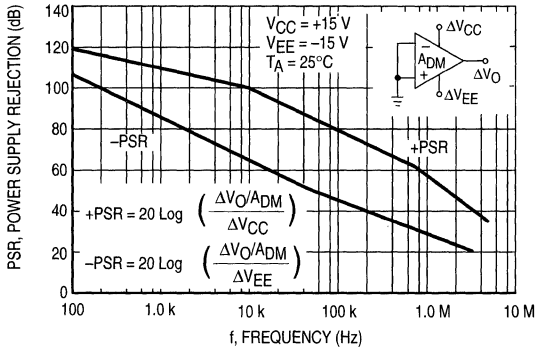 PSR, POWER SUPPLY REJECTION (dB)
140
120
100
80
60
40
20
0
VCC = +15 V
VEE = −15 V
TA = 25°C
ΔVCC
−
ADM
+
ΔVO
ΔVEE
−PSR
+PSR
+PSR = 20 Log (ΔVO/ADM / ΔVCC)
−PSR = 20 Log (ΔVO/ADM / ΔVEE)
100
1.0 k
10 k
100 k
1.0 M
10 M
f, FREQUENCY (Hz)